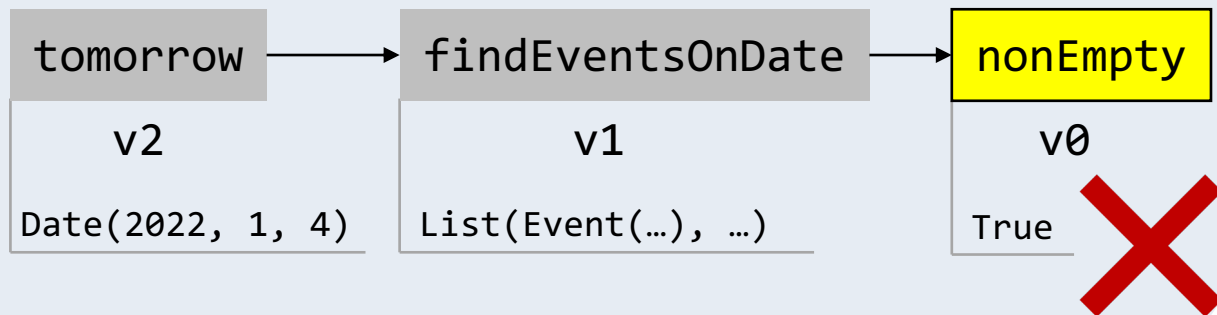 tomorrow findEventsOnDate nonEmpty
v2 v1 v0
Date(2022, 1, 4) List(Event(…), …) True